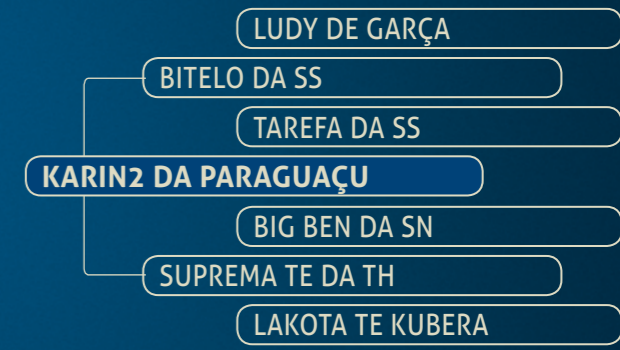 LUDY DE GARÇA
BITELO DA SS
TAREFA DA SS
KARIN2 DA PARAGUAÇU
BIG BEN DA SN
SUPREMA TE DA TH
LAKOTA TE KUBERA